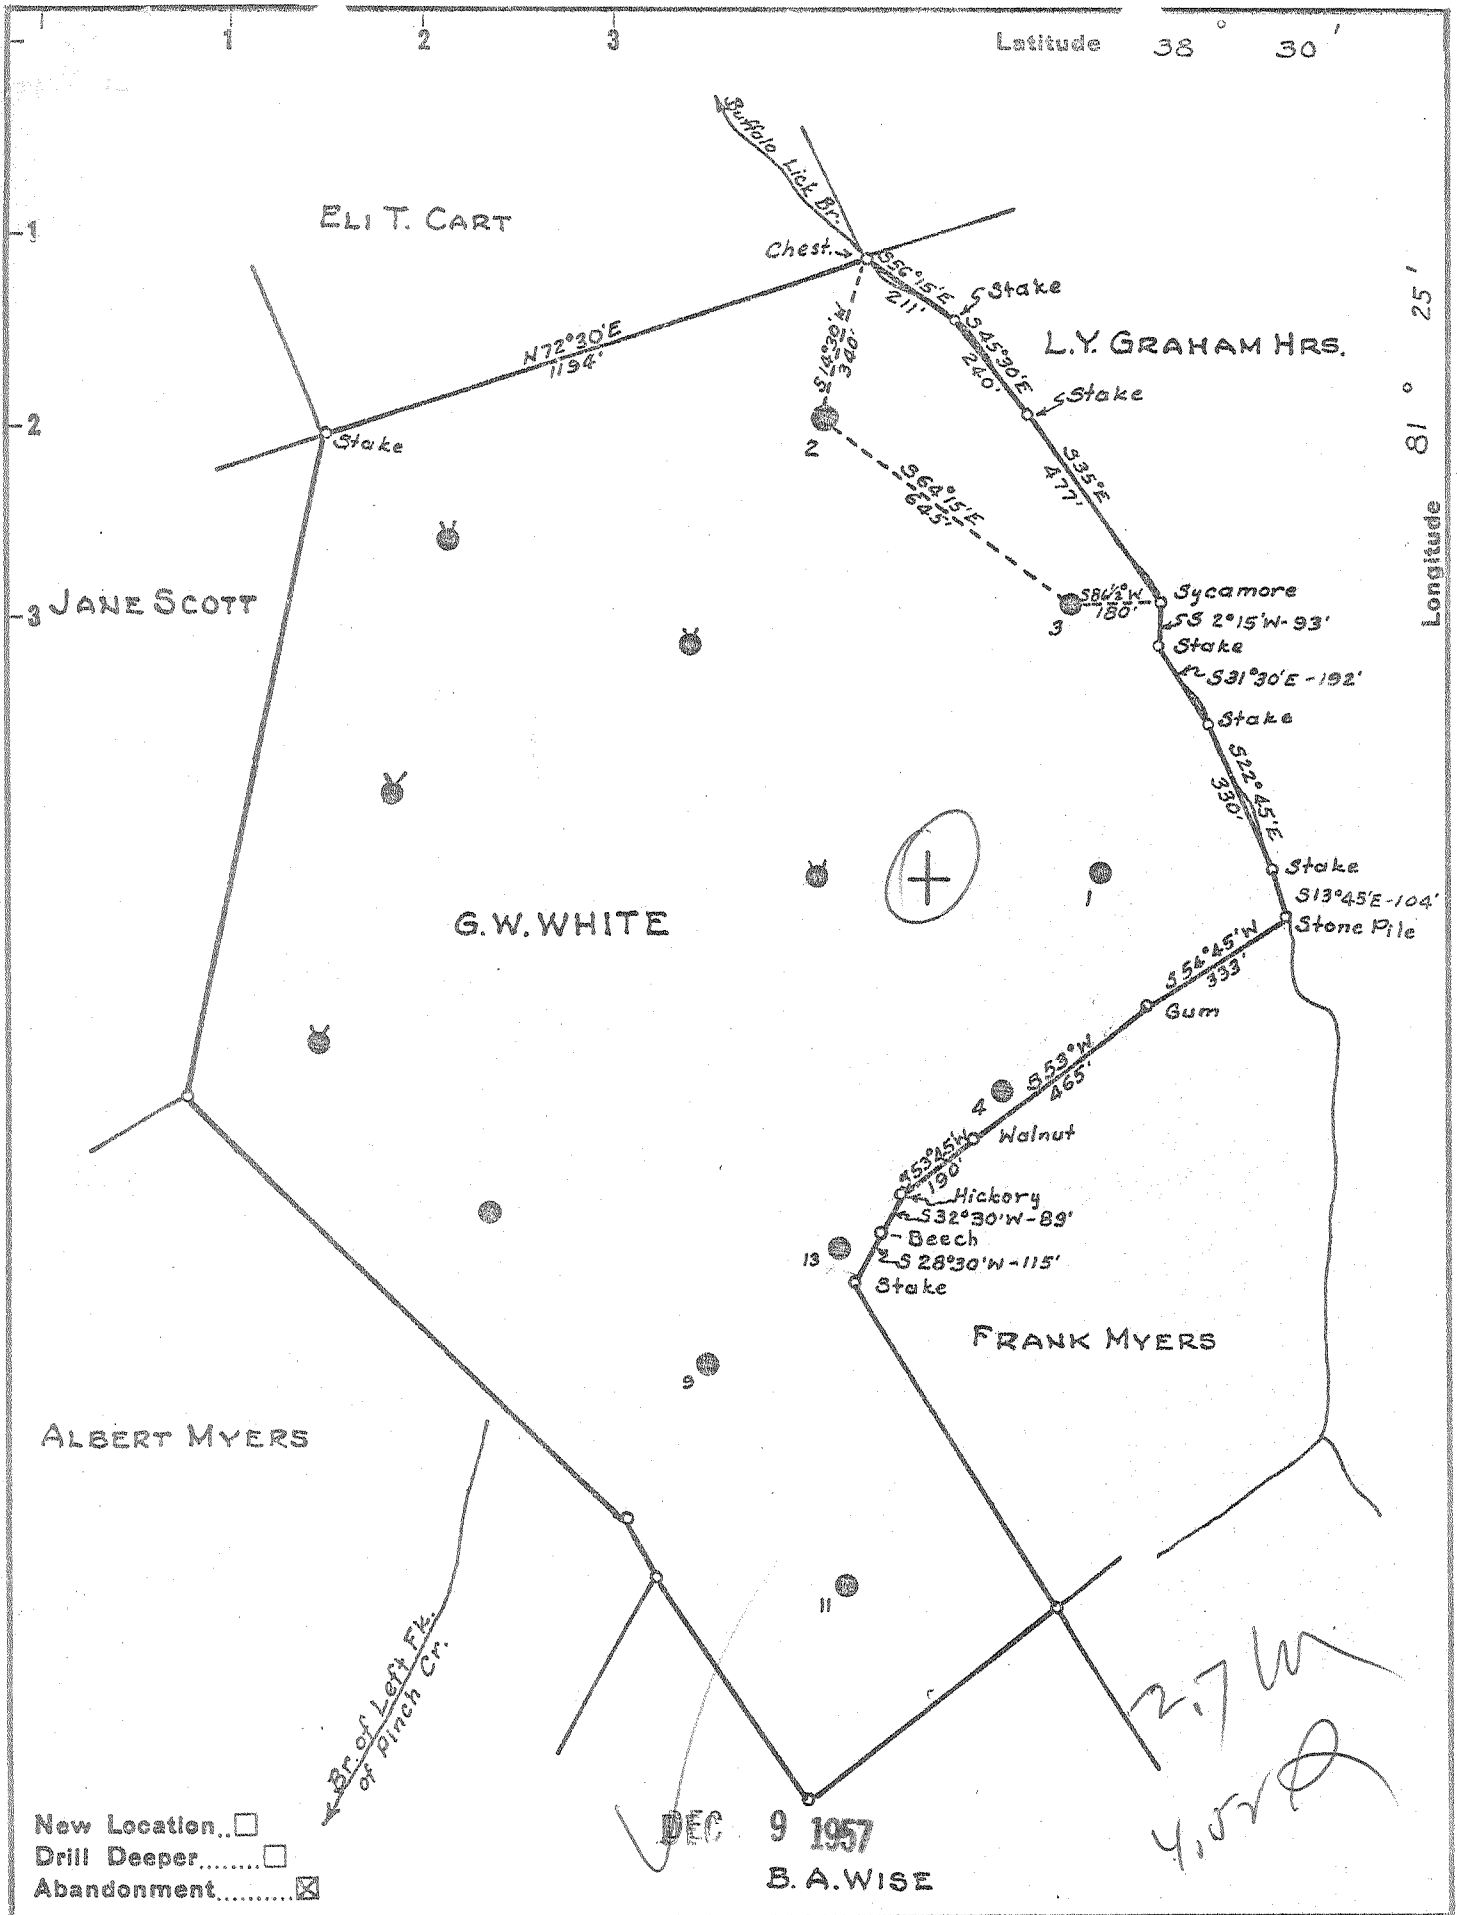 1 2 3 Latitude 38° 30'
Buffalo Lick Br.
ELI T. CART
-1
Chest.
S56°15'E
211'
Stake
S45°30'E
240'
L.Y. GRAHAM HRS.
81° 25'
Longitude
N72°30'E
1194'
S14°30'W
340'
Stake
-2
Stake
2
S35°E
477'
S64°15'E
645'
JANE SCOTT
-3
S86½°W
180'
3
Sycamore
S 2°15'W-93'
Stake
S31°30'E-192'
Stake
S22°45'E
330'
1
Stake
S13°45'E-104'
Stone Pile
G.W. WHITE
S54°45'W
333'
Gum
S53°W
465'
4
Walnut
S53°45'W
190'
Hickory
S32°30'W-89'
Beech
13
S28°30'W-115'
Stake
FRANK MYERS
9
ALBERT MYERS
11
Br. of Left Fk.
of Pinch Cr.
2.7 W
New Location..
Drill Deeper........
Abandonment..........☒
DEC 9 1957
B. A. WISE